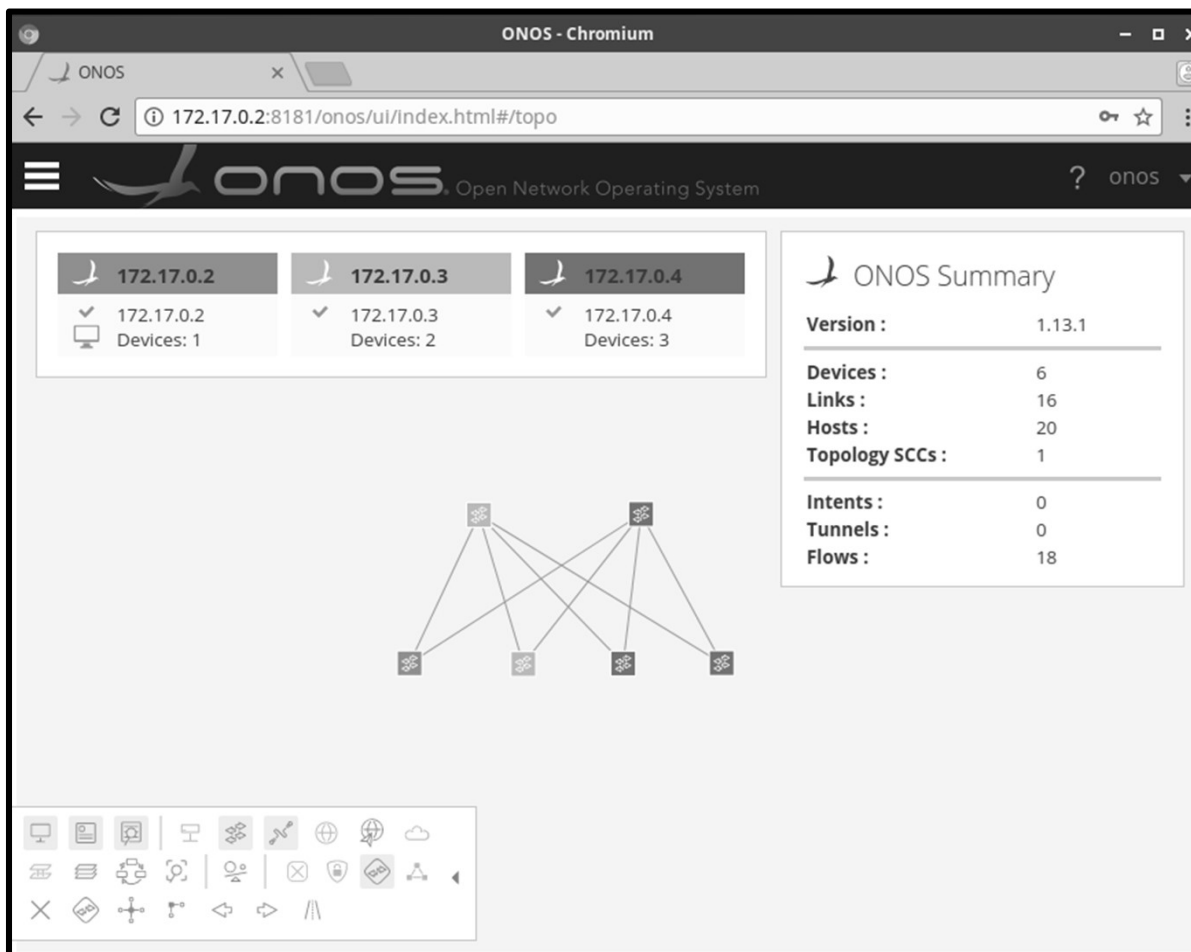 ONOS - Chromium
ONOS
172.17.0.2:8181/onos/ui/index.html#/topo
onos. Open Network Operating System ? onos
172.17.0.2 172.17.0.3 172.17.0.4
172.17.0.2 172.17.0.3 172.17.0.4
Devices: 1 Devices: 2 Devices: 3
ONOS Summary
Version : 1.13.1
Devices : 6
Links : 16
Hosts : 20
Topology SCCs : 1
Intents : 0
Tunnels : 0
Flows : 18